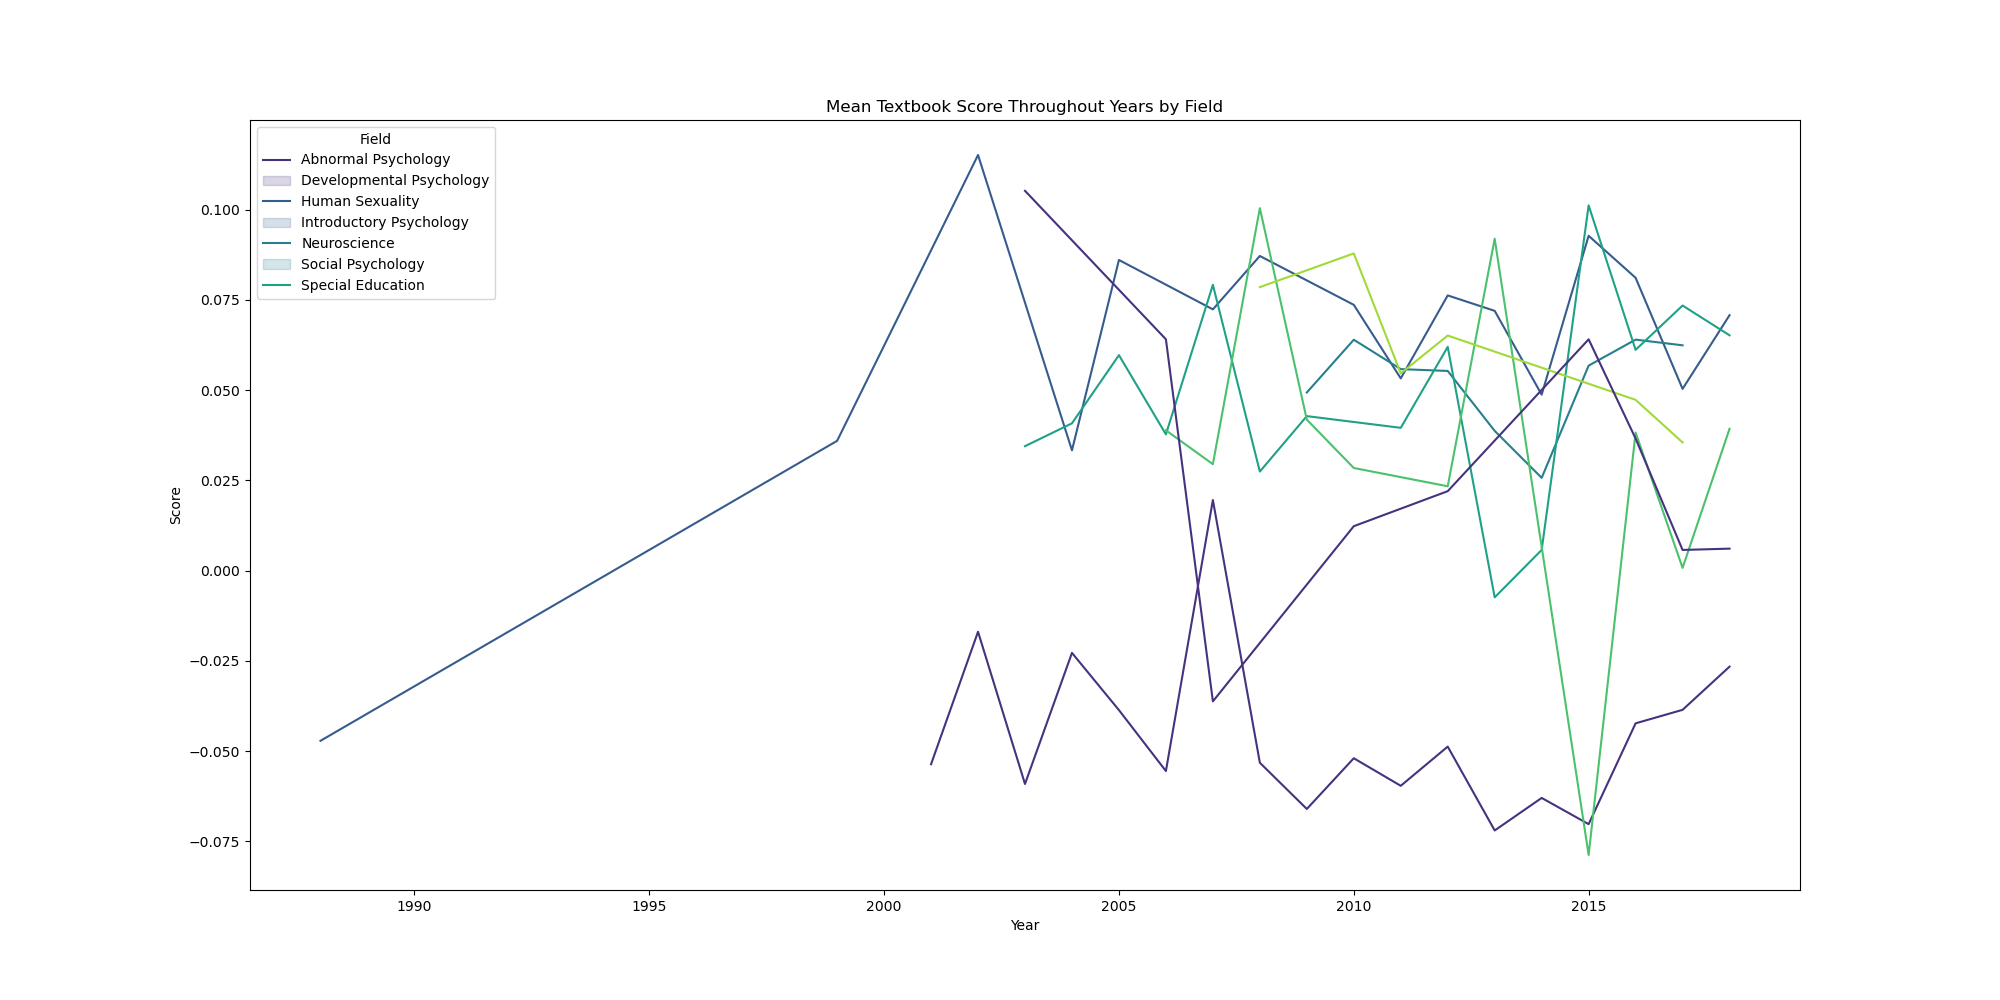 Mean Textbook Score Throughout Years by Field
Field
Abnormal Psychology
Developmental Psychology
Human Sexuality
Introductory Psychology
Neuroscience
Social Psychology
Special Education
0.100
0.075
0.050
0.025
0.000
−0.025
−0.050
−0.075
Score
1990 1995 2000 2005 2010 2015
Year